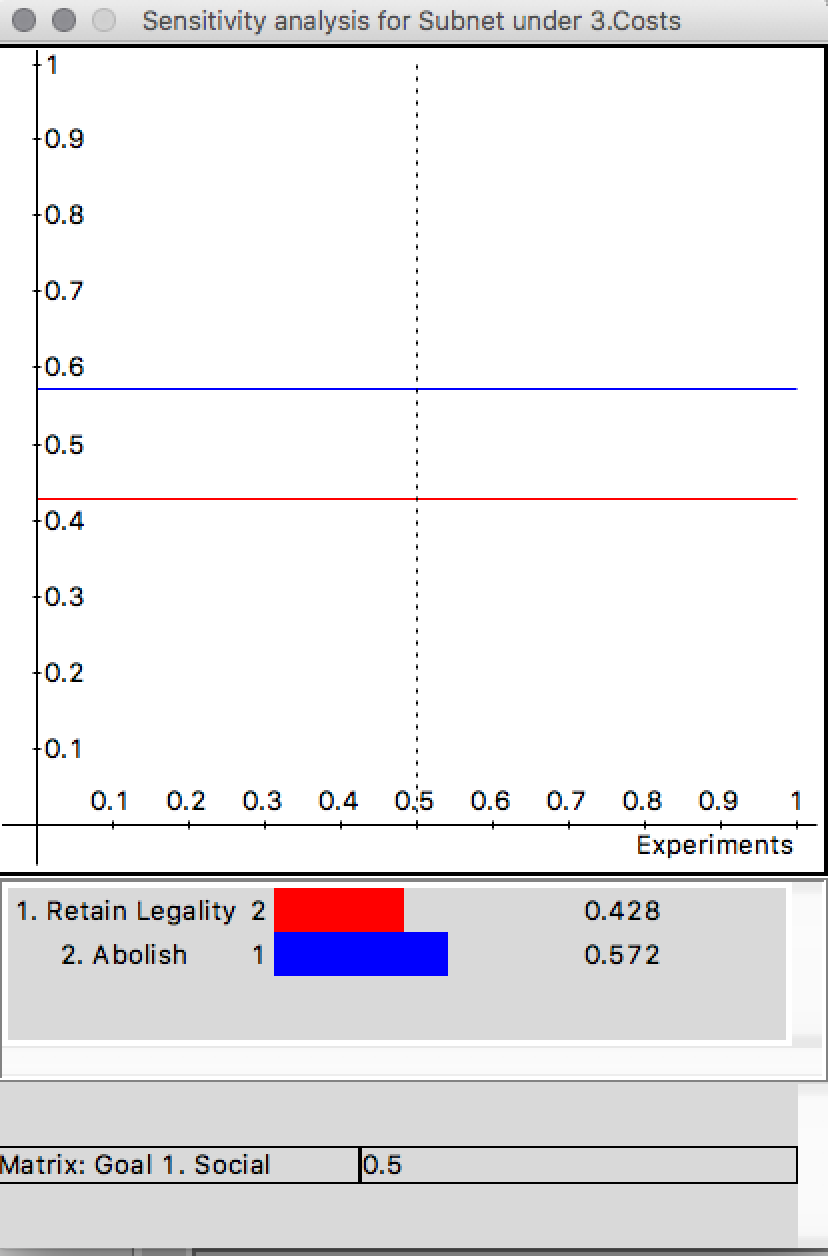 Sensitivity analysis for Subnet under 3.Costs
1
0.9
0.8
0.7
0.6
0.5
0.4
0.3
0.2
0.1
0.1 0.2 0.3 0.4 0.5 0.6 0.7 0.8 0.9 1
Experiments
1. Retain Legality 2 0.428
2. Abolish 1 0.572
Matrix: Goal 1. Social 0.5